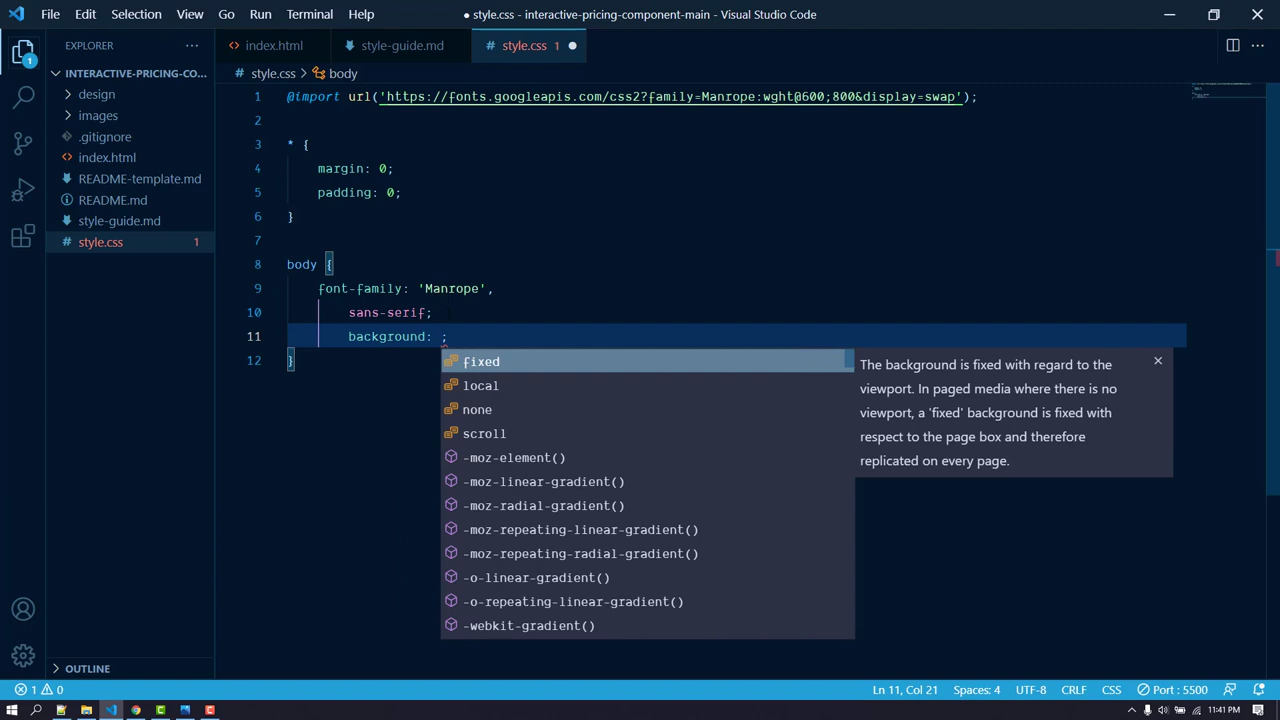 File Edit Selection View Go Run Terminal Help
● style.css - interactive-pricing-component-main - Visual Studio Code
EXPLORER ···
index.html
style-guide.md
style.css 1 ●
INTERACTIVE-PRICING-CO...
design
images
.gitignore
index.html
README-template.md
README.md
style-guide.md
style.css 1
OUTLINE
1
style.css > body
1 @import url('https://fonts.googleapis.com/css2?family=Manrope:wght@600;800&display=swap');
2
3 * {
4 margin: 0;
5 padding: 0;
6 }
7
8 body {
9 font-family: 'Manrope',
10 sans-serif;
11 background: ;
12 }
fixed
local
none
scroll
-moz-element()
-moz-linear-gradient()
-moz-radial-gradient()
-moz-repeating-linear-gradient()
-moz-repeating-radial-gradient()
-o-linear-gradient()
-o-repeating-linear-gradient()
-webkit-gradient()
The background is fixed with regard to the
viewport. In paged media where there is no
viewport, a 'fixed' background is fixed with
respect to the page box and therefore
replicated on every page.
1 0
Ln 11, Col 21 Spaces: 4 UTF-8 CRLF CSS Port : 5500
11:41 PM